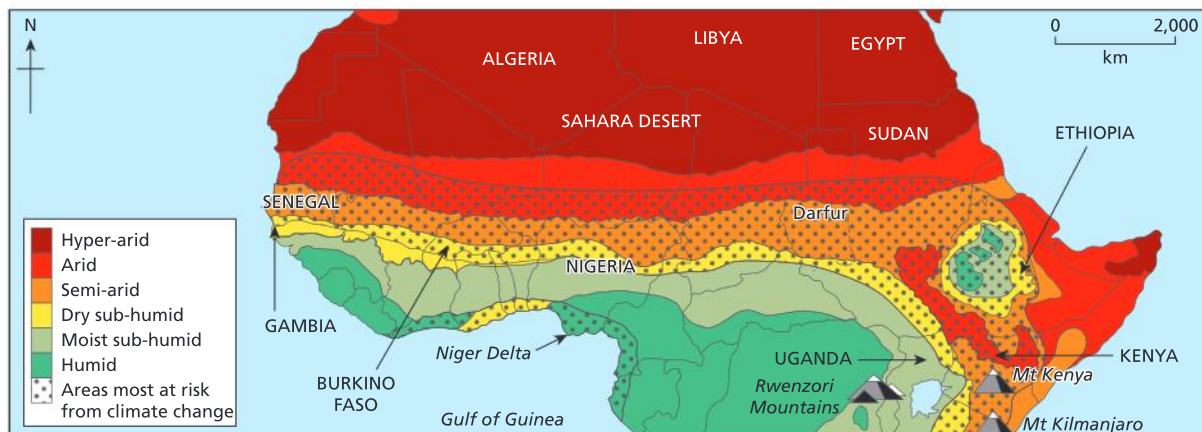 N
0 2,000
km
LIBYA
EGYPT
ALGERIA
SAHARA DESERT
SUDAN
ETHIOPIA
SENEGAL
Darfur
Hyper-arid
Arid
Semi-arid
Dry sub-humid
Moist sub-humid
Humid
Areas most at risk
from climate change
NIGERIA
GAMBIA
Niger Delta
BURKINO
FASO
Gulf of Guinea
UGANDA
KENYA
Mt Kenya
Rwenzori
Mountains
Mt Kilmanjaro